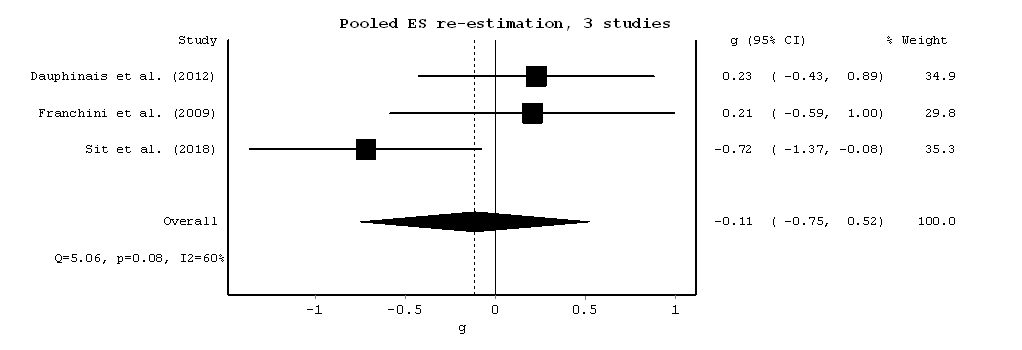 Pooled ES re-estimation, 3 studies
Study g (95% CI) % Weight
Dauphinais et al. (2012) 0.23 ( -0.43, 0.89) 34.9
Franchini et al. (2009) 0.21 ( -0.59, 1.00) 29.8
Sit et al. (2018) -0.72 ( -1.37, -0.08) 35.3
Overall -0.11 ( -0.75, 0.52) 100.0
Q=5.06, p=0.08, I2=60%
-1 -0.5 0 0.5 1
g